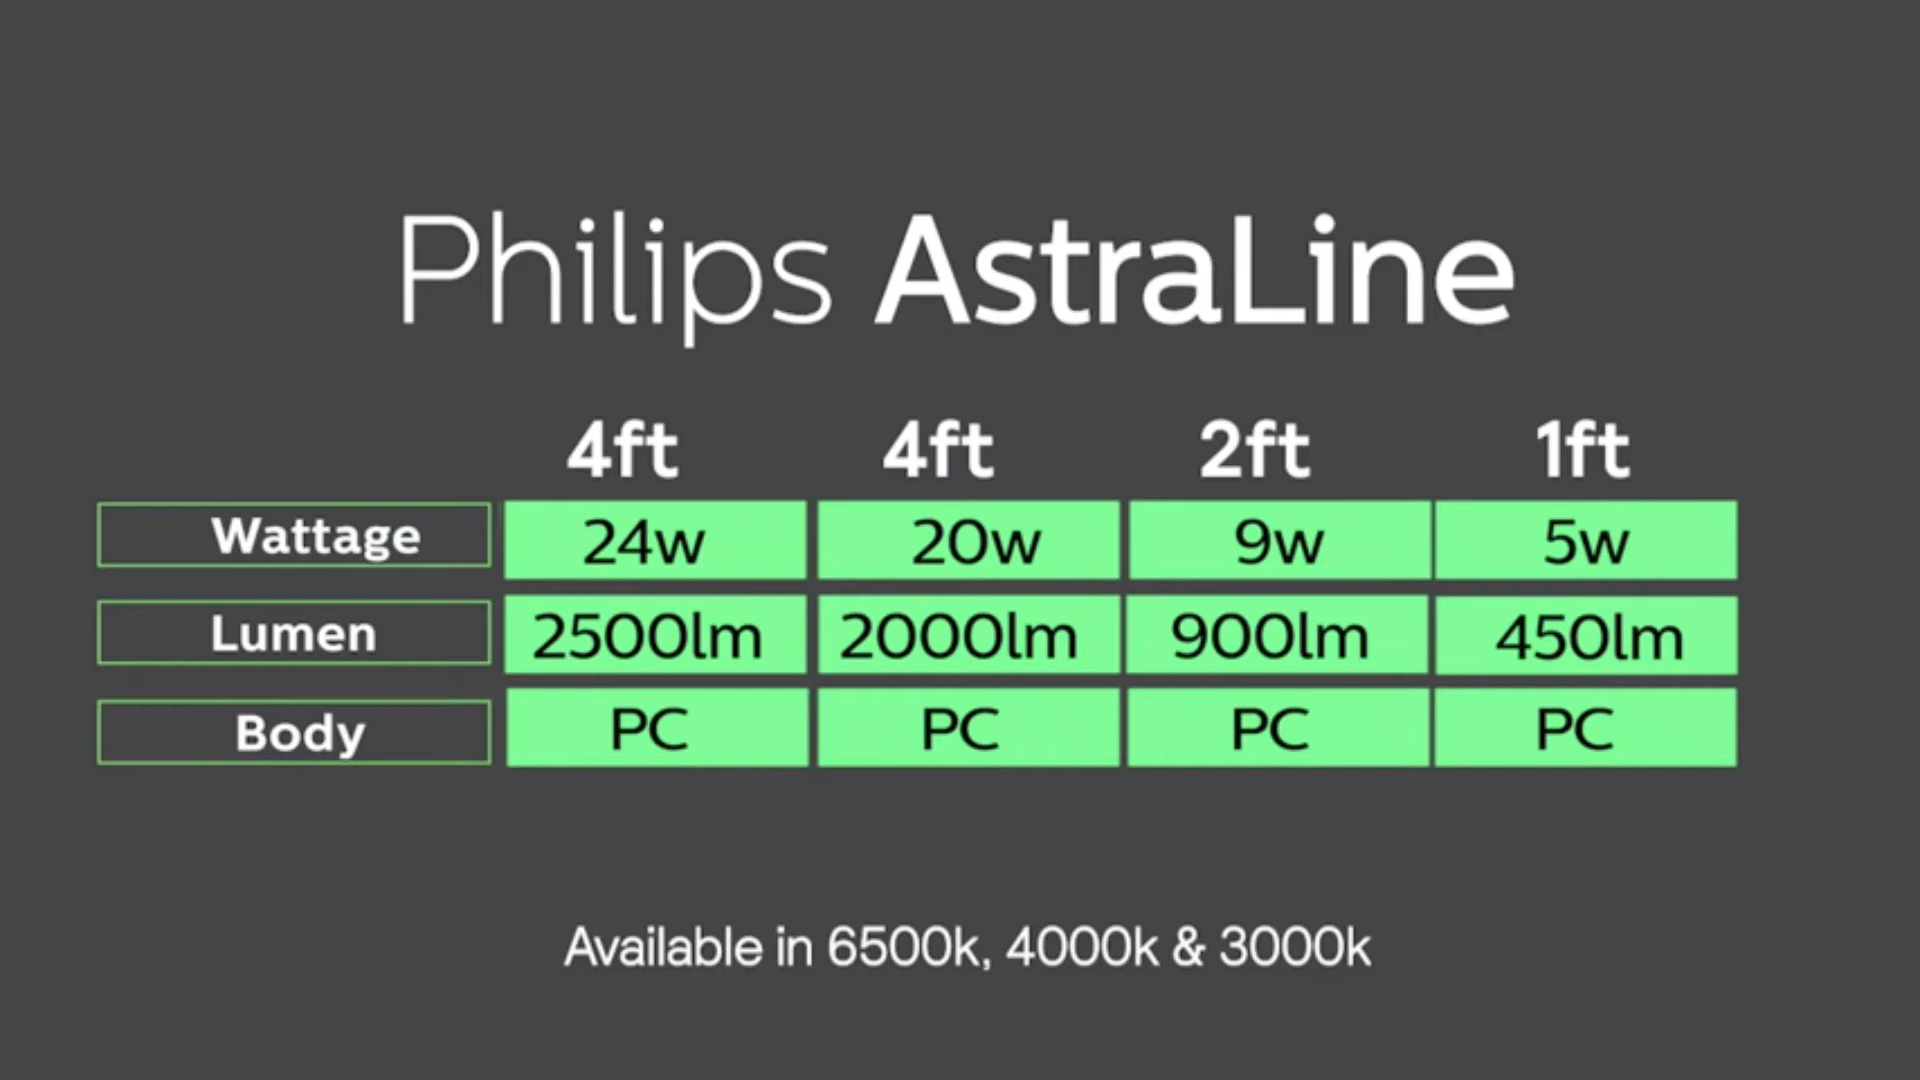 Philips AstraLine
4ft 4ft 2ft 1ft
Wattage 24w 20w 9w 5w
Lumen 2500lm 2000lm 900lm 450lm
Body PC PC PC PC
Available in 6500k, 4000k & 3000k